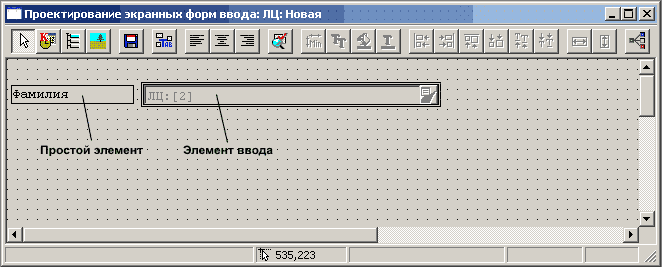 Проектирование экранных форм ввода: ЛЦ: Новая
Фамилия
ЛЦ:[2]
Простой элемент
Элемент ввода
535,223